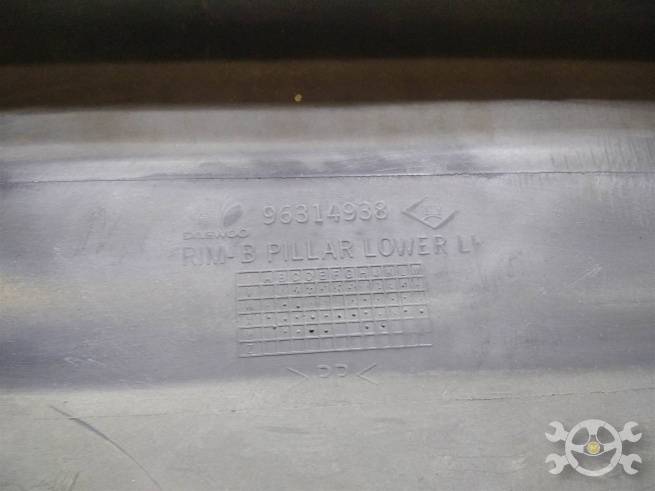 DAEWOO 96314938
RIM-B PILLAR LOWER L
A B C D E F G H J K L M
>PP<